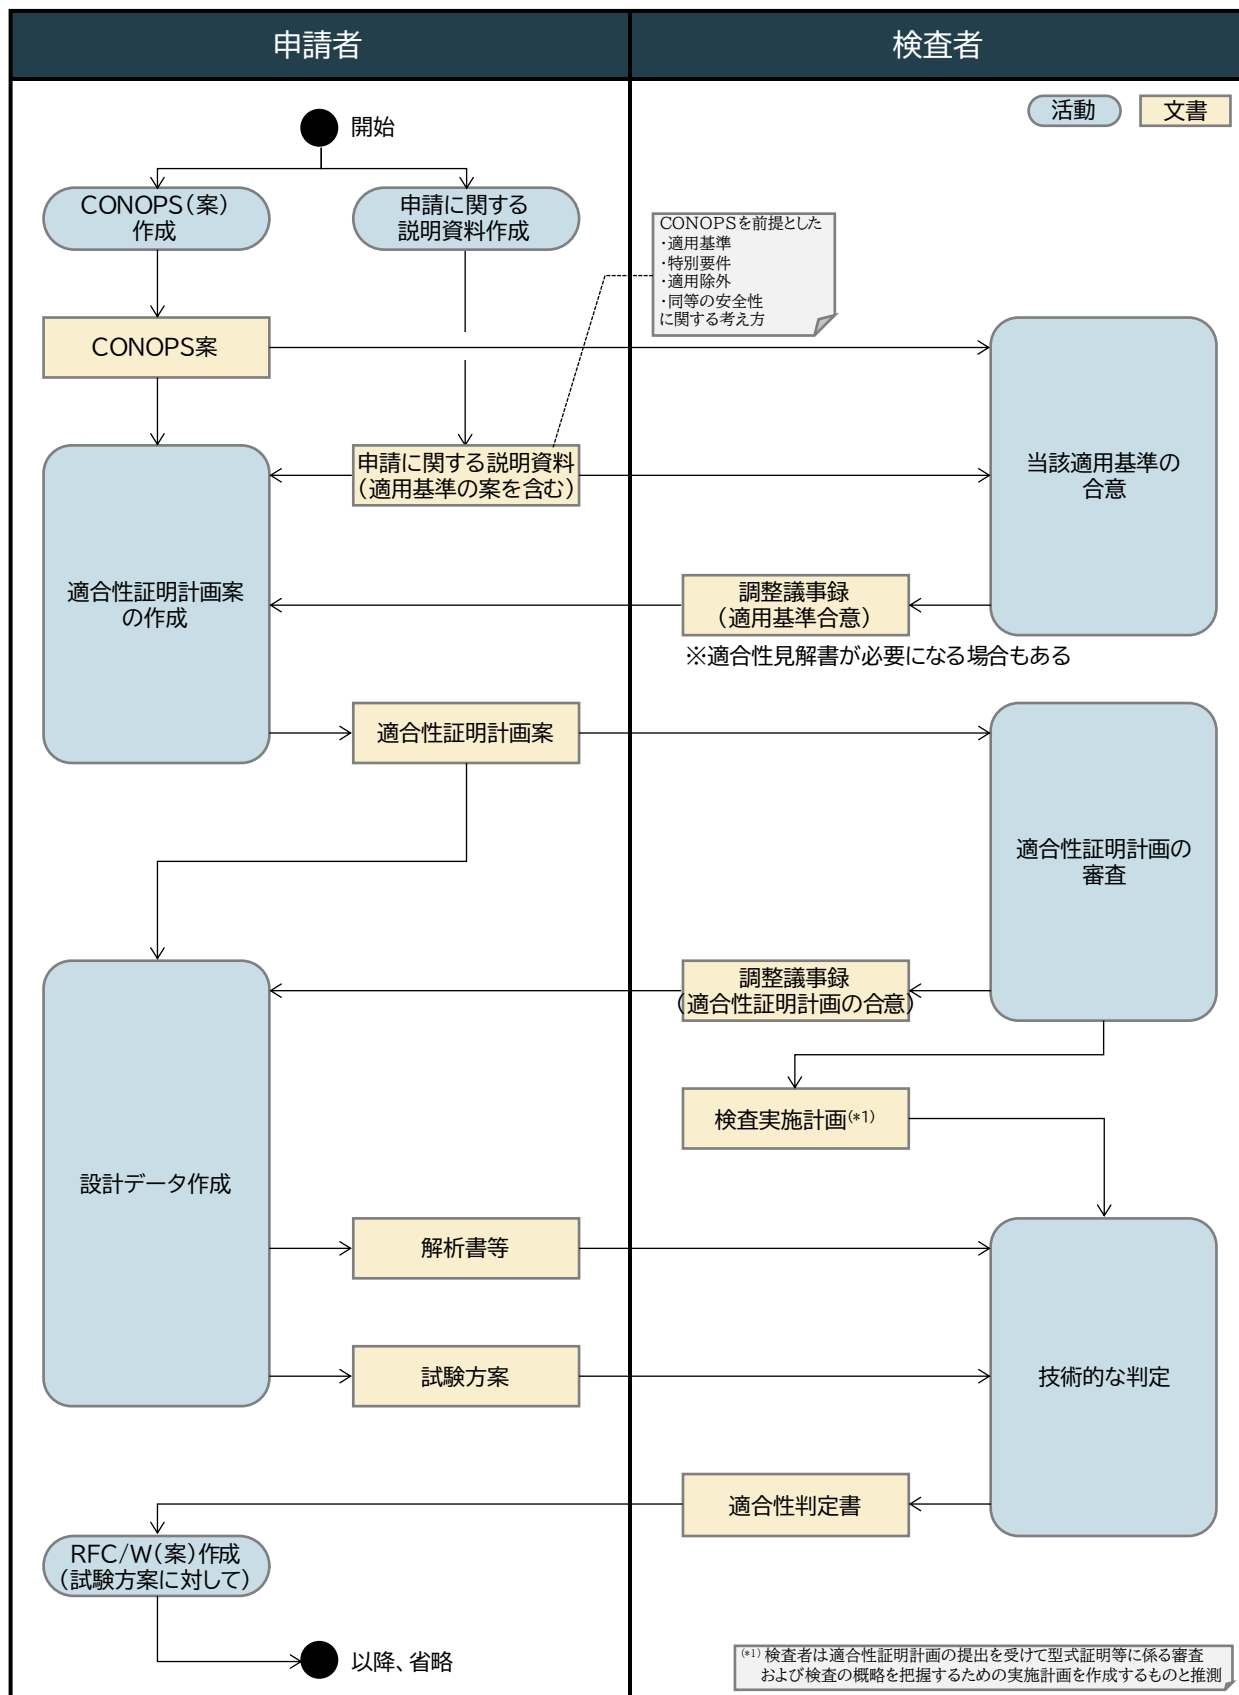 申請者
検査者
活動
文書
開始
CONOPS(案)
作成
申請に関する
説明資料作成
CONOPSを前提とした
・適用基準
・特別要件
・適用除外
・同等の安全性
に関する考え方
CONOPS案
申請に関する説明資料
(適用基準の案を含む)
当該適用基準の
合意
適合性証明計画案
の作成
調整議事録
(適用基準合意)
※適合性見解書が必要になる場合もある
適合性証明計画案
適合性証明計画の
審査
調整議事録
(適合性証明計画の合意)
検査実施計画(*1)
設計データ作成
解析書等
試験方案
技術的な判定
適合性判定書
RFC/W(案)作成
(試験方案に対して)
以降、省略
(*1) 検査者は適合性証明計画の提出を受けて型式証明等に係る審査
および検査の概略を把握するための実施計画を作成するものと推測